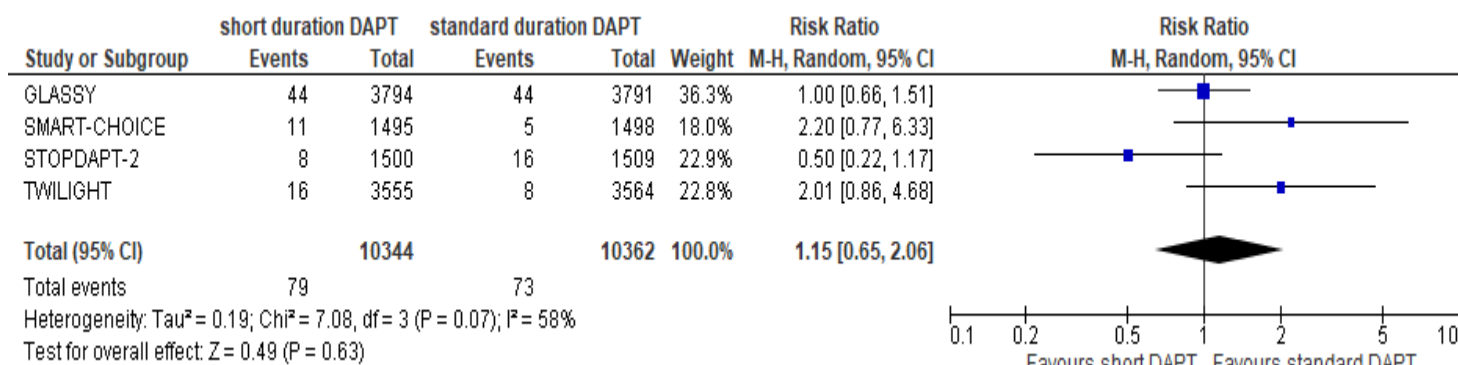 short duration DAPT standard duration DAPT Risk Ratio Risk Ratio
Study or Subgroup Events Total Events Total Weight M-H, Random, 95% CI M-H, Random, 95% CI
GLASSY 44 3794 44 3791 36.3% 1.00 [0.66, 1.51]
SMART-CHOICE 11 1495 5 1498 18.0% 2.20 [0.77, 6.33]
STOPDAPT-2 8 1500 16 1509 22.9% 0.50 [0.22, 1.17]
TWILIGHT 16 3555 8 3564 22.8% 2.01 [0.86, 4.68]
Total (95% CI) 10344 10362 100.0% 1.15 [0.65, 2.06]
Total events 79 73
Heterogeneity: Tau² = 0.19; Chi² = 7.08, df = 3 (P = 0.07); I² = 58%
Test for overall effect: Z = 0.49 (P = 0.63)
0.1 0.2 0.5 1 2 5 10
Favours short DAPT Favours standard DAPT